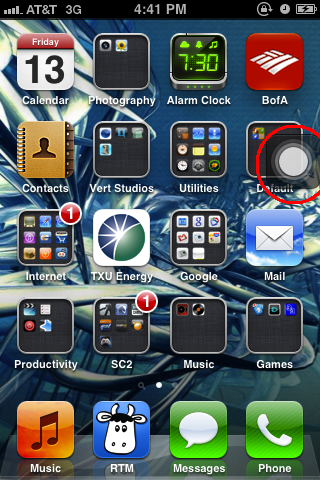 AT&T 3G 4:41 PM
Friday
13
7:30
Calendar Photography Alarm Clock BofA
Contacts Vert Studios Utilities Default
1
Internet TXU Energy Google Mail
1
Productivity SC2 Music Games
Music RTM Messages Phone